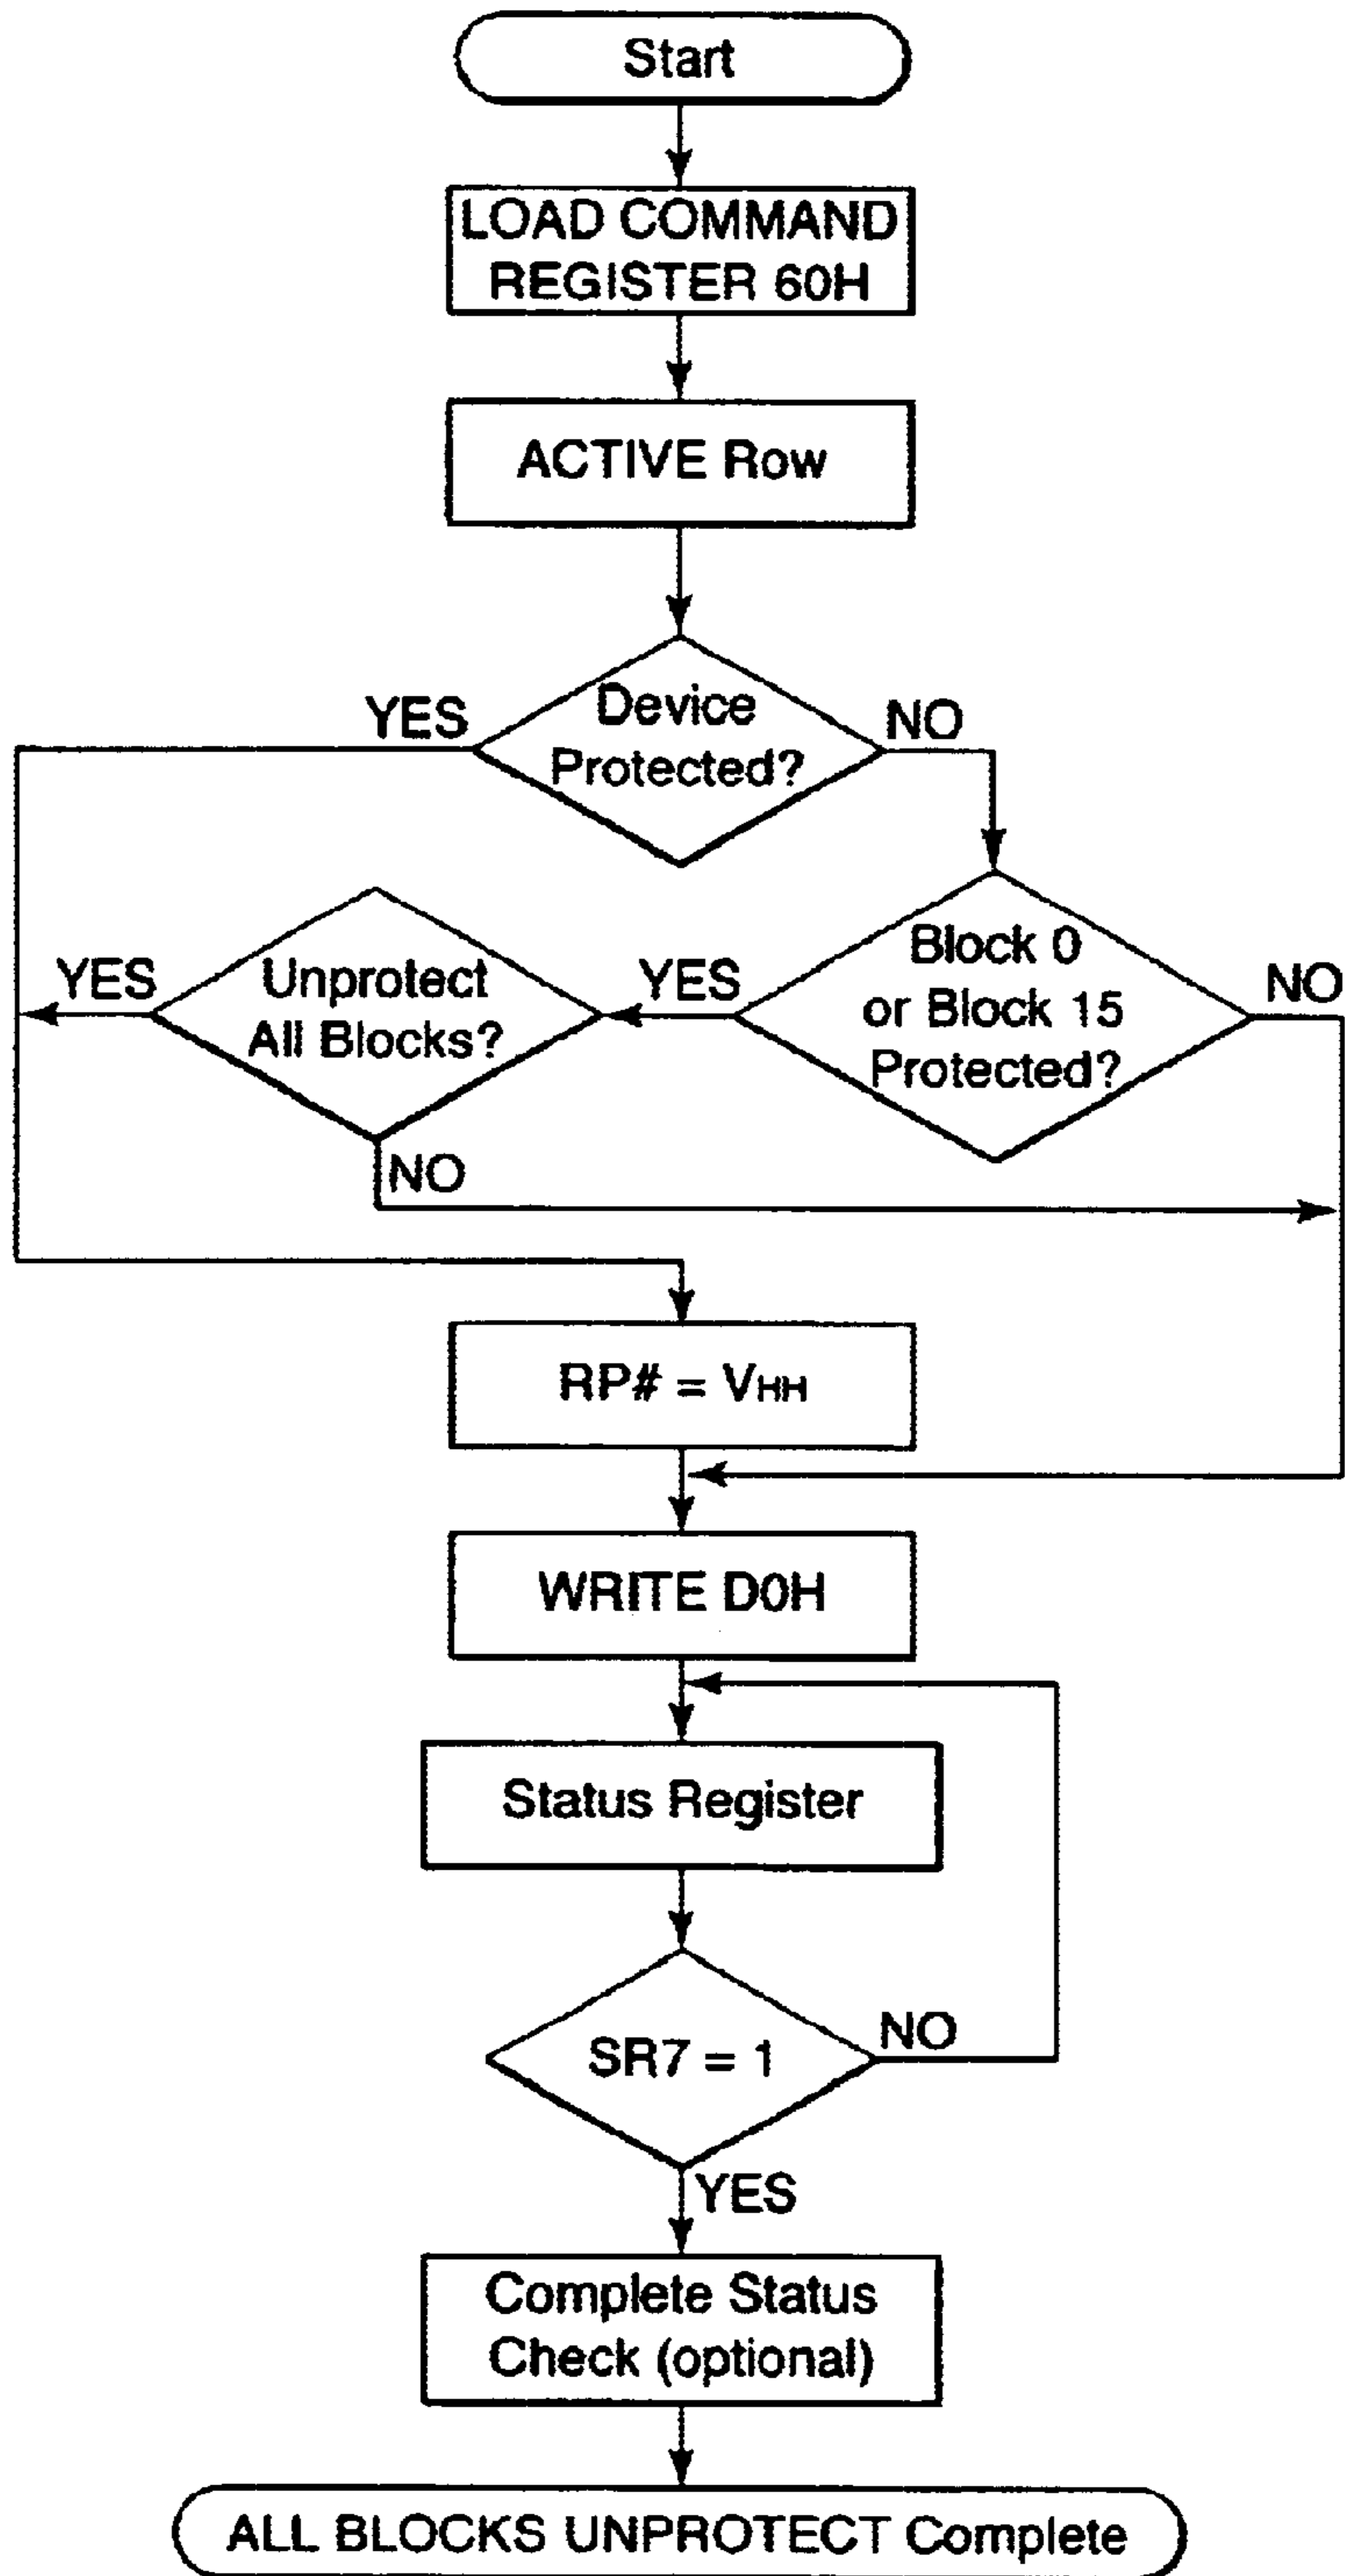 Start
LOAD COMMAND
REGISTER 60H
ACTIVE Row
YES
Device
Protected?
NO
YES
Unprotect
All Blocks?
YES
Block 0
or Block 15
Protected?
NO
NO
RP# = VHH
WRITE D0H
Status Register
SR7 = 1
NO
YES
Complete Status
Check (optional)
ALL BLOCKS UNPROTECT Complete